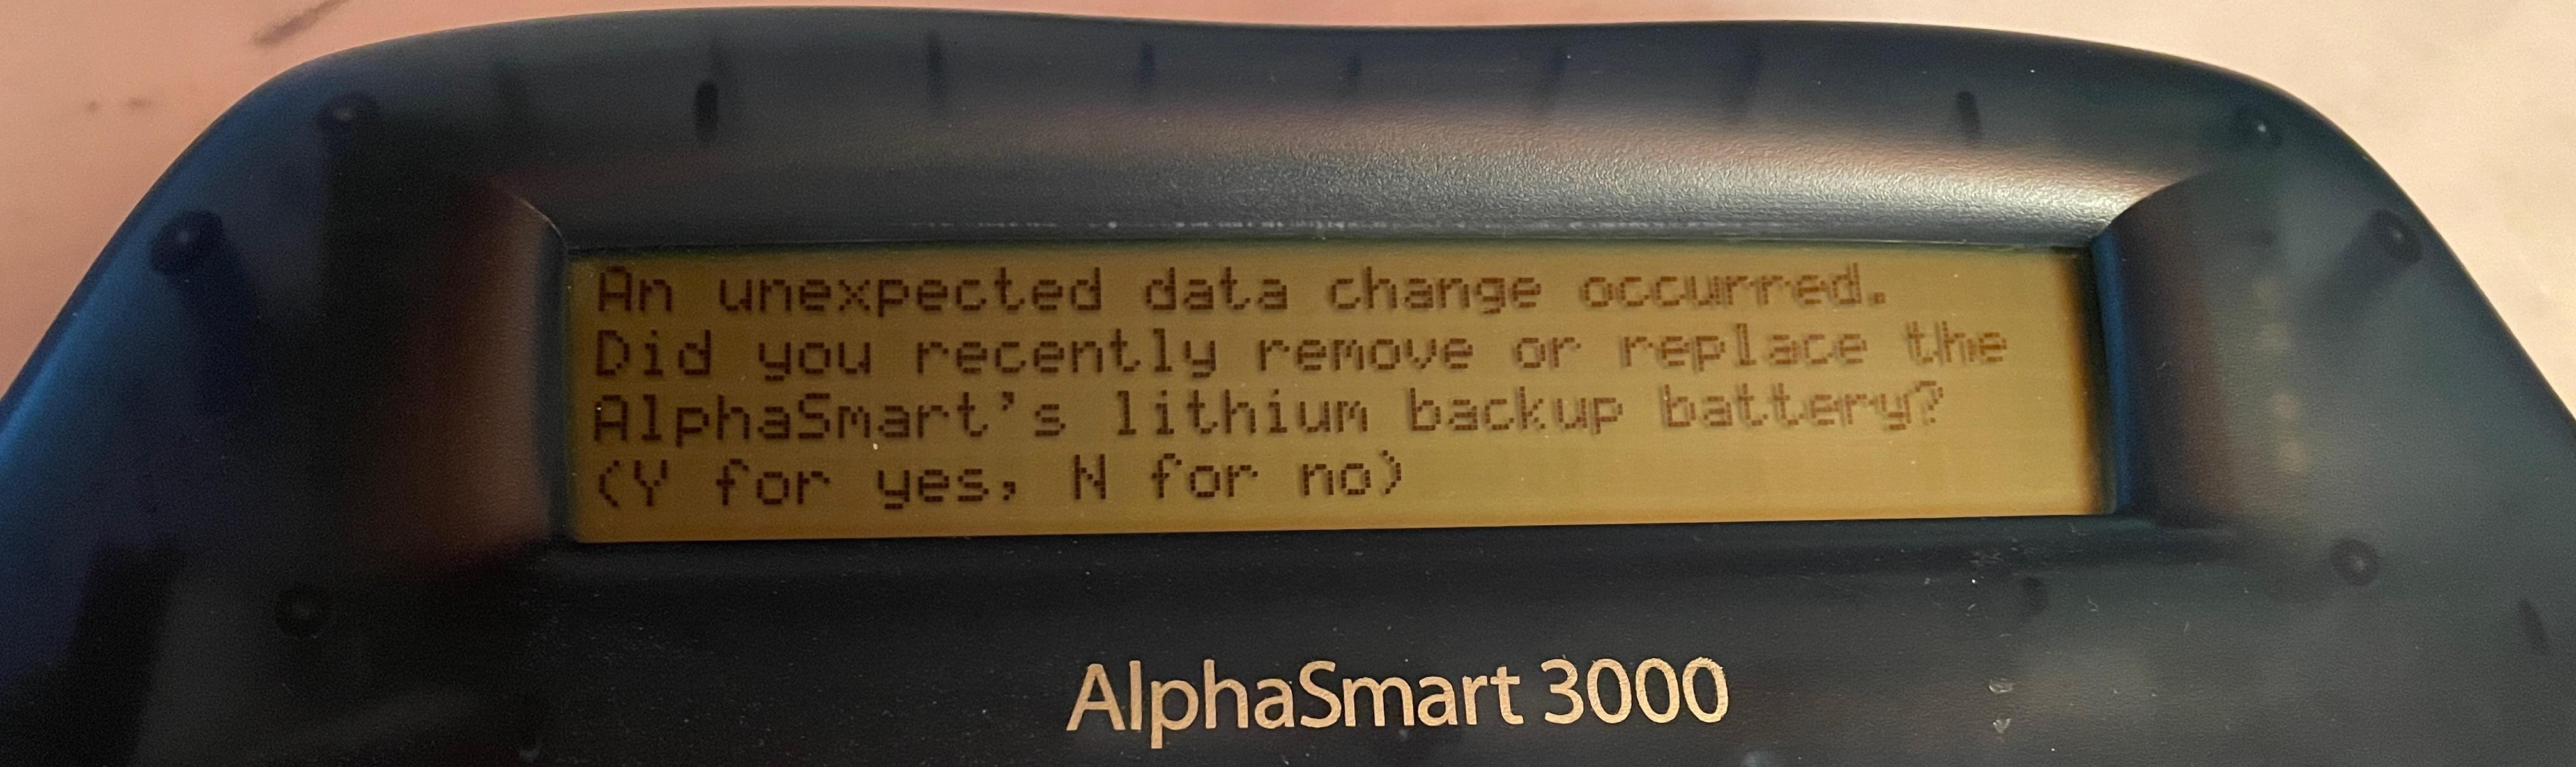 An unexpected data change occurred.
Did you recently remove or replace the
AlphaSmart's lithium backup battery?
(Y for yes, N for no)
AlphaSmart 3000